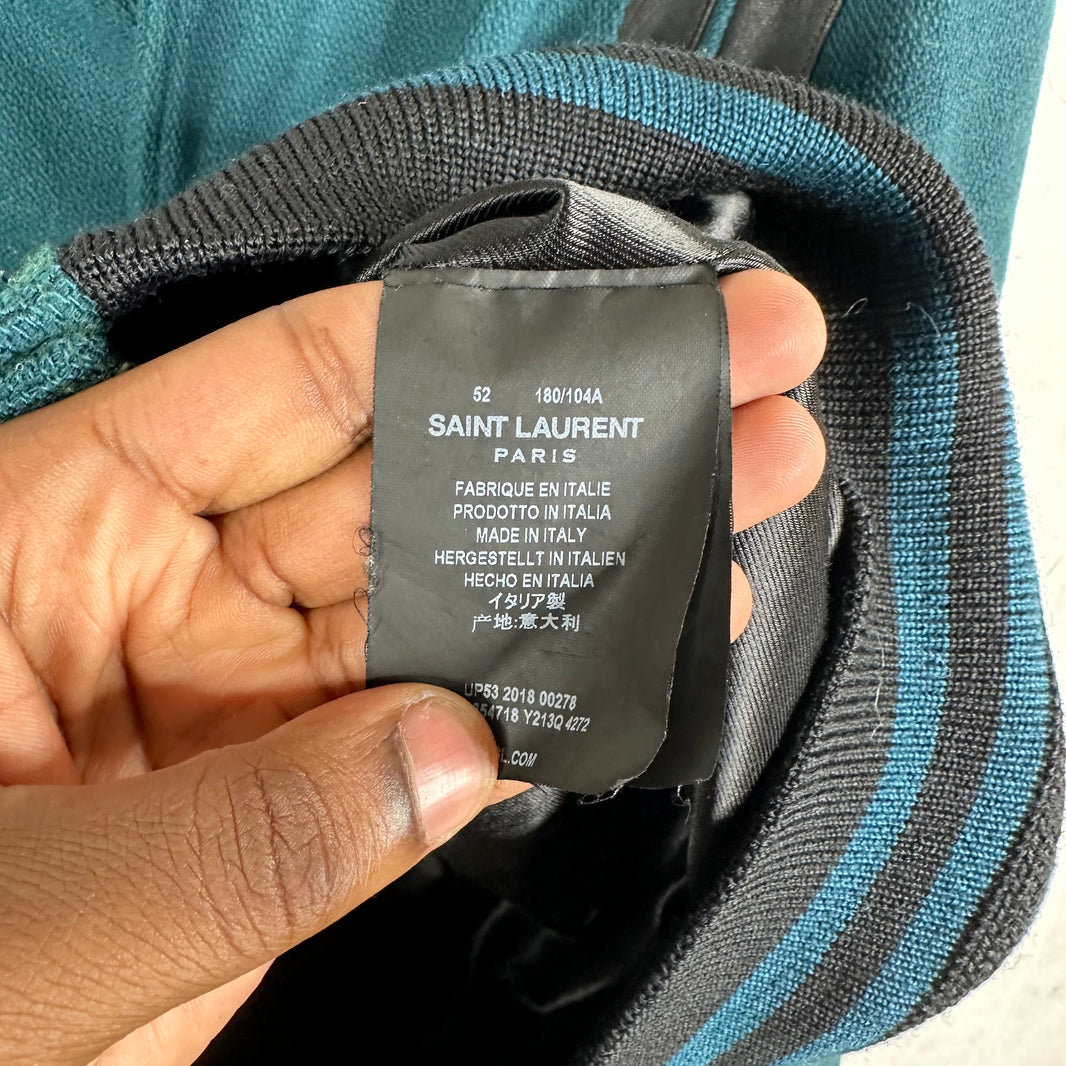 52 180/104A
SAINT LAURENT
PARIS
FABRIQUE EN ITALIE
PRODOTTO IN ITALIA
MADE IN ITALY
HERGESTELLT IN ITALIEN
HECHO EN ITALIA
イタリア製
产地:意大利
UP53 2018 00278
Y213Q 4272